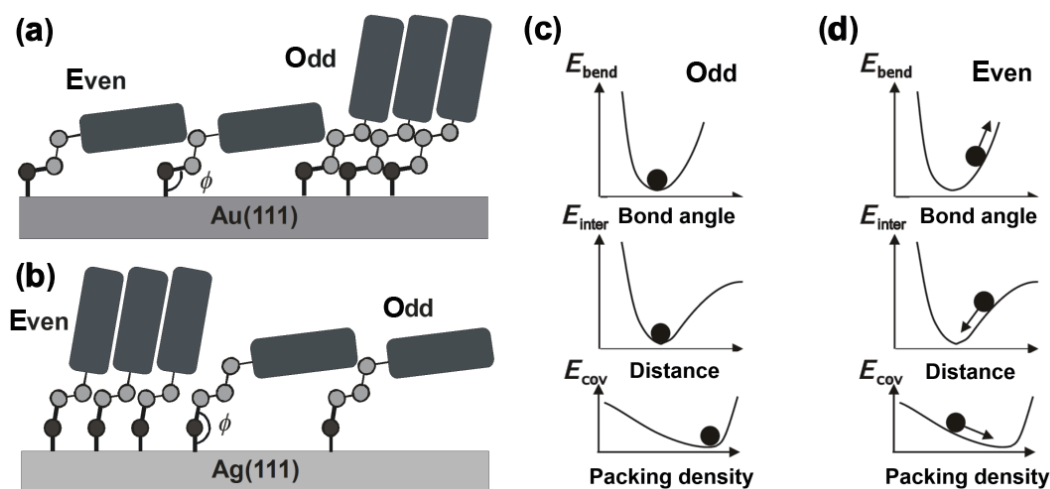 (a)
Even
Odd
ϕ
Au(111)
(b)
Even
Odd
ϕ
Ag(111)
(c)
Ebend
Odd
Bond angle
Einter
Distance
Ecov
Packing density
(d)
Ebend
Even
Bond angle
Einter
Distance
Ecov
Packing density